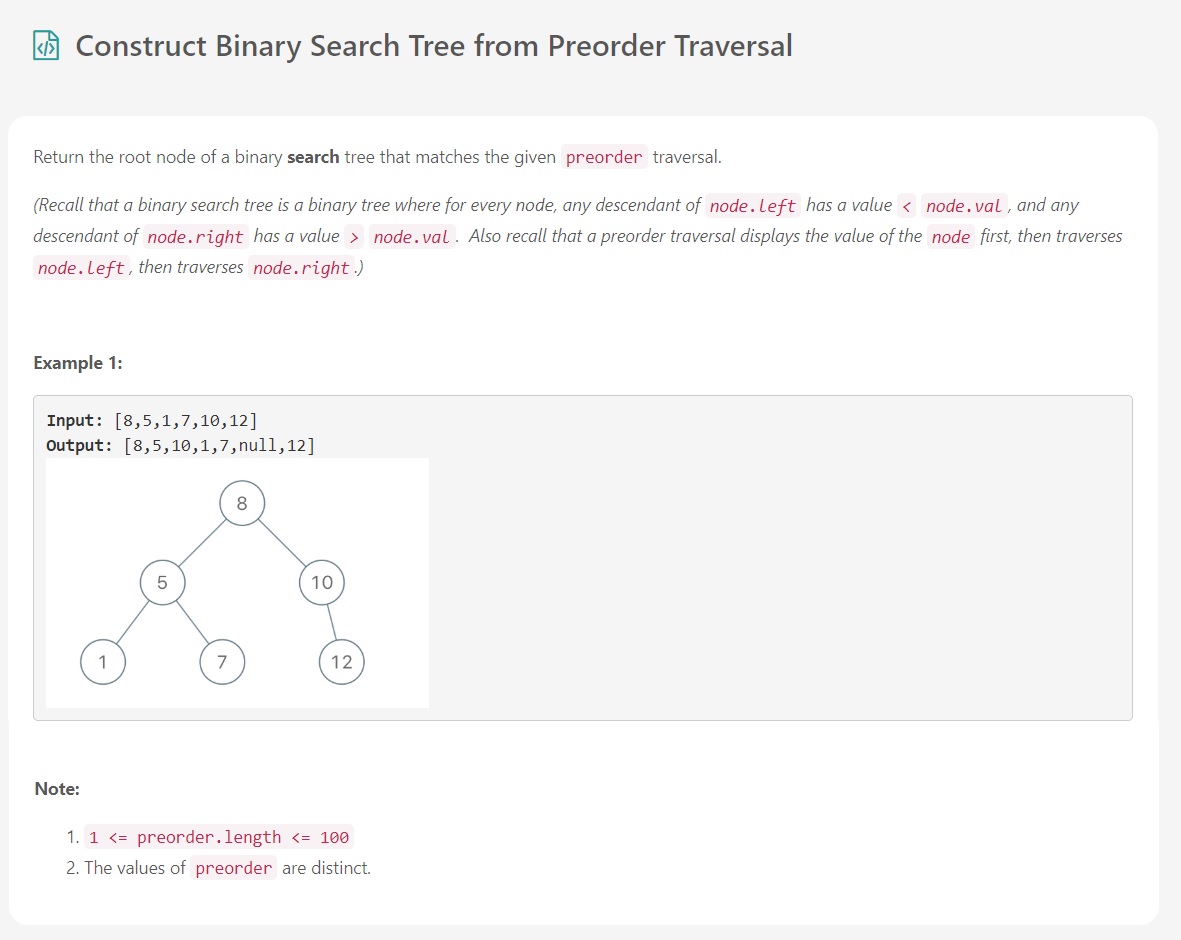 Construct Binary Search Tree from Preorder Traversal
Return the root node of a binary search tree that matches the given preorder traversal.
(Recall that a binary search tree is a binary tree where for every node, any descendant of node.left has a value < node.val, and any
descendant of node.right has a value > node.val. Also recall that a preorder traversal displays the value of the node first, then traverses
node.left, then traverses node.right.)
Example 1:
Input: [8,5,1,7,10,12]
Output: [8,5,10,1,7,null,12]
8
5 10
1 7 12
Note:
1. 1 <= preorder.length <= 100
2. The values of preorder are distinct.